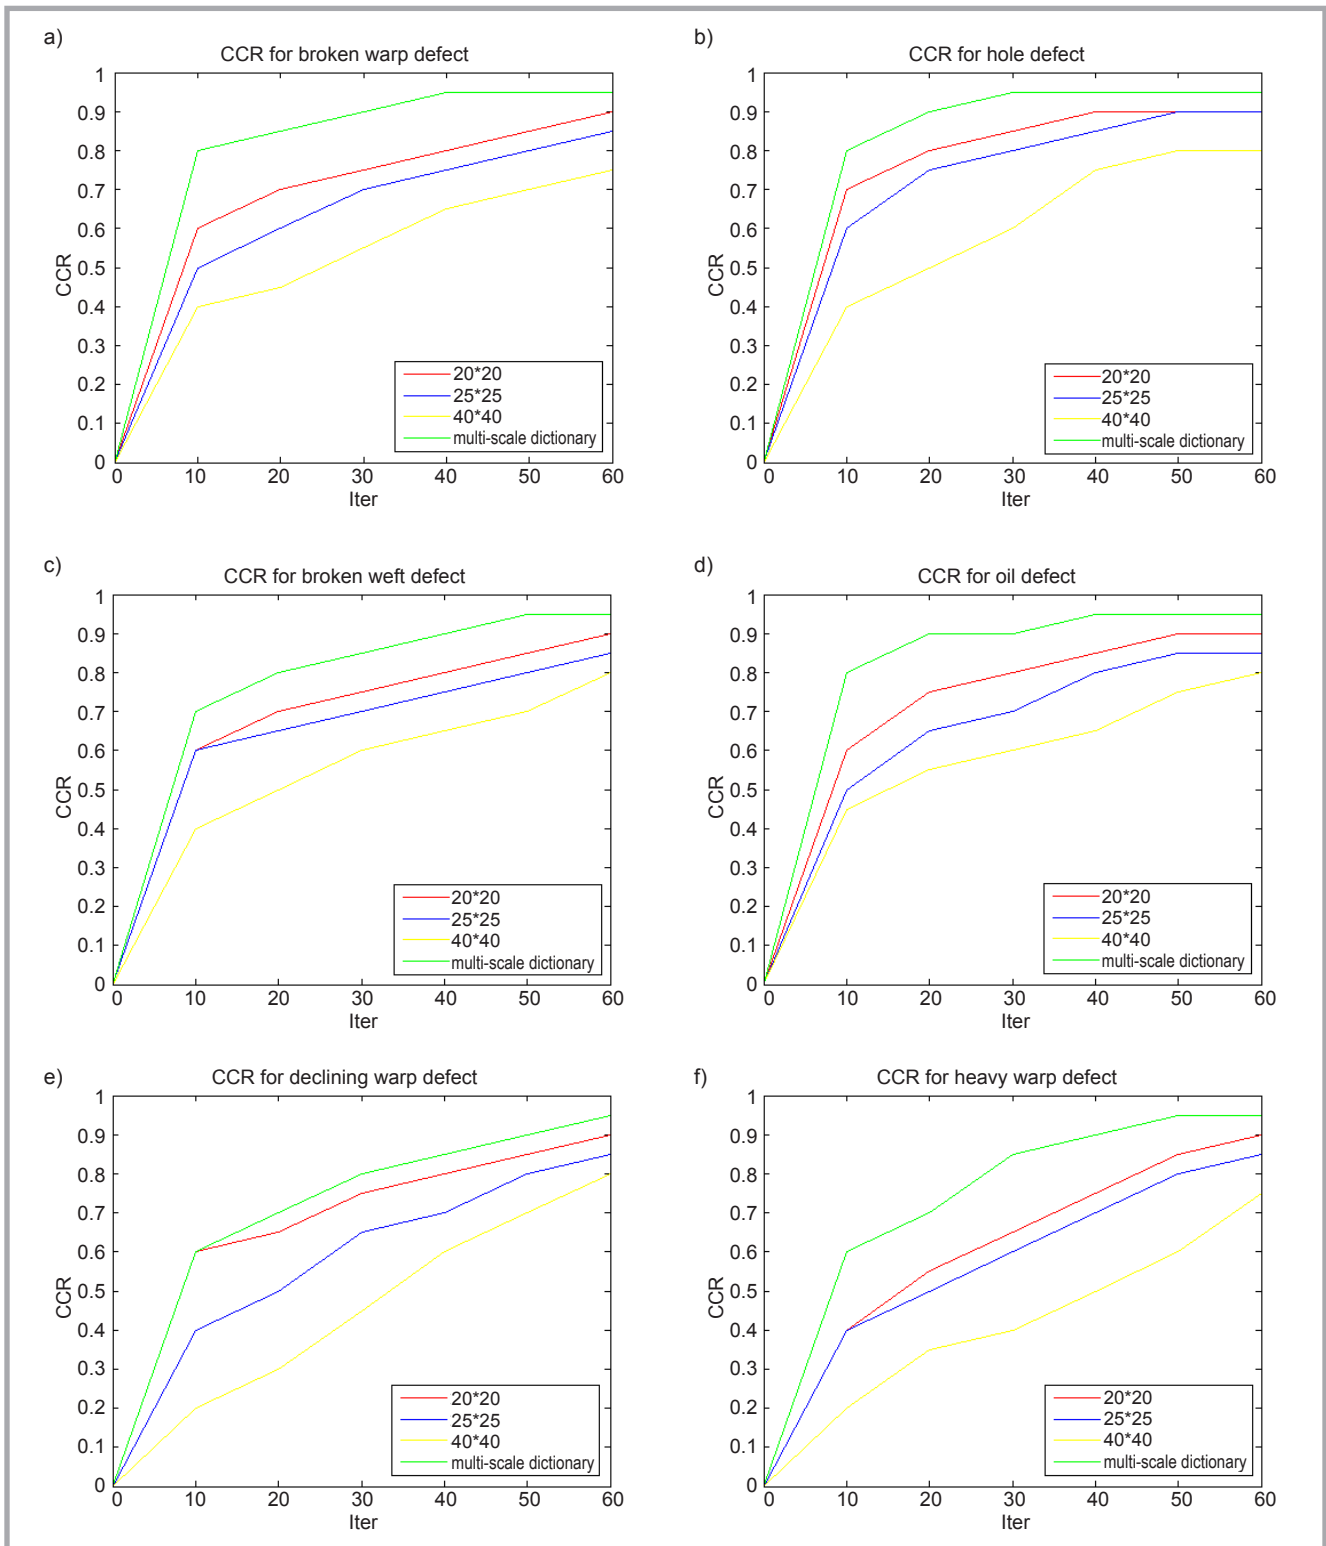 a)
CCR for broken warp defect
1
0.9
0.8
0.7
0.6
0.5
0.4
0.3
0.2
0.1
0
CCR
20*20
25*25
40*40
multi-scale dictionary
0 10 20 30 40 50 60
Iter
b)
CCR for hole defect
1
0.9
0.8
0.7
0.6
0.5
0.4
0.3
0.2
0.1
0
CCR
20*20
25*25
40*40
multi-scale dictionary
0 10 20 30 40 50 60
Iter
c)
CCR for broken weft defect
1
0.9
0.8
0.7
0.6
0.5
0.4
0.3
0.2
0.1
0
CCR
20*20
25*25
40*40
multi-scale dictionary
0 10 20 30 40 50 60
Iter
d)
CCR for oil defect
1
0.9
0.8
0.7
0.6
0.5
0.4
0.3
0.2
0.1
0
CCR
20*20
25*25
40*40
multi-scale dictionary
0 10 20 30 40 50 60
Iter
e)
CCR for declining warp defect
1
0.9
0.8
0.7
0.6
0.5
0.4
0.3
0.2
0.1
0
CCR
20*20
25*25
40*40
multi-scale dictionary
0 10 20 30 40 50 60
Iter
f)
CCR for heavy warp defect
1
0.9
0.8
0.7
0.6
0.5
0.4
0.3
0.2
0.1
0
CCR
20*20
25*25
40*40
multi-scale dictionary
0 10 20 30 40 50 60
Iter